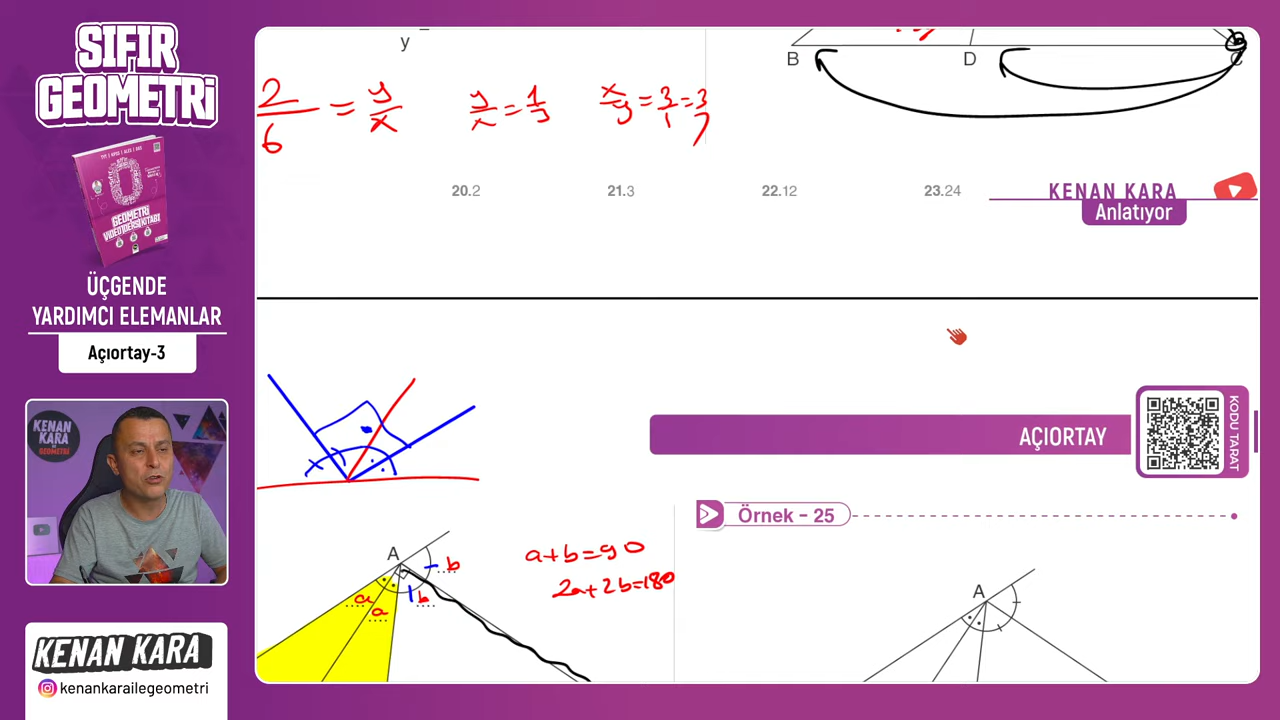 SIFIR
GEOMETRİ
GEOMETRİ
VİDEO DERS KİTABI
ÜÇGENDE
YARDIMCI ELEMANLAR
Açıortay-3
KENAN
KARA
GEOMETRİ
KENAN KARA
kenankarailegeometri
y
B
D
C
2/6 = y/x
y/x = 1/3
x/y = 3/1 = 3
20.2
21.3
22.12
23.24
KENAN KARA
Anlatıyor
AÇIORTAY
KODU TARAT
Örnek - 25
A
b
b
a
a
a+b=90
2a+2b=180
A